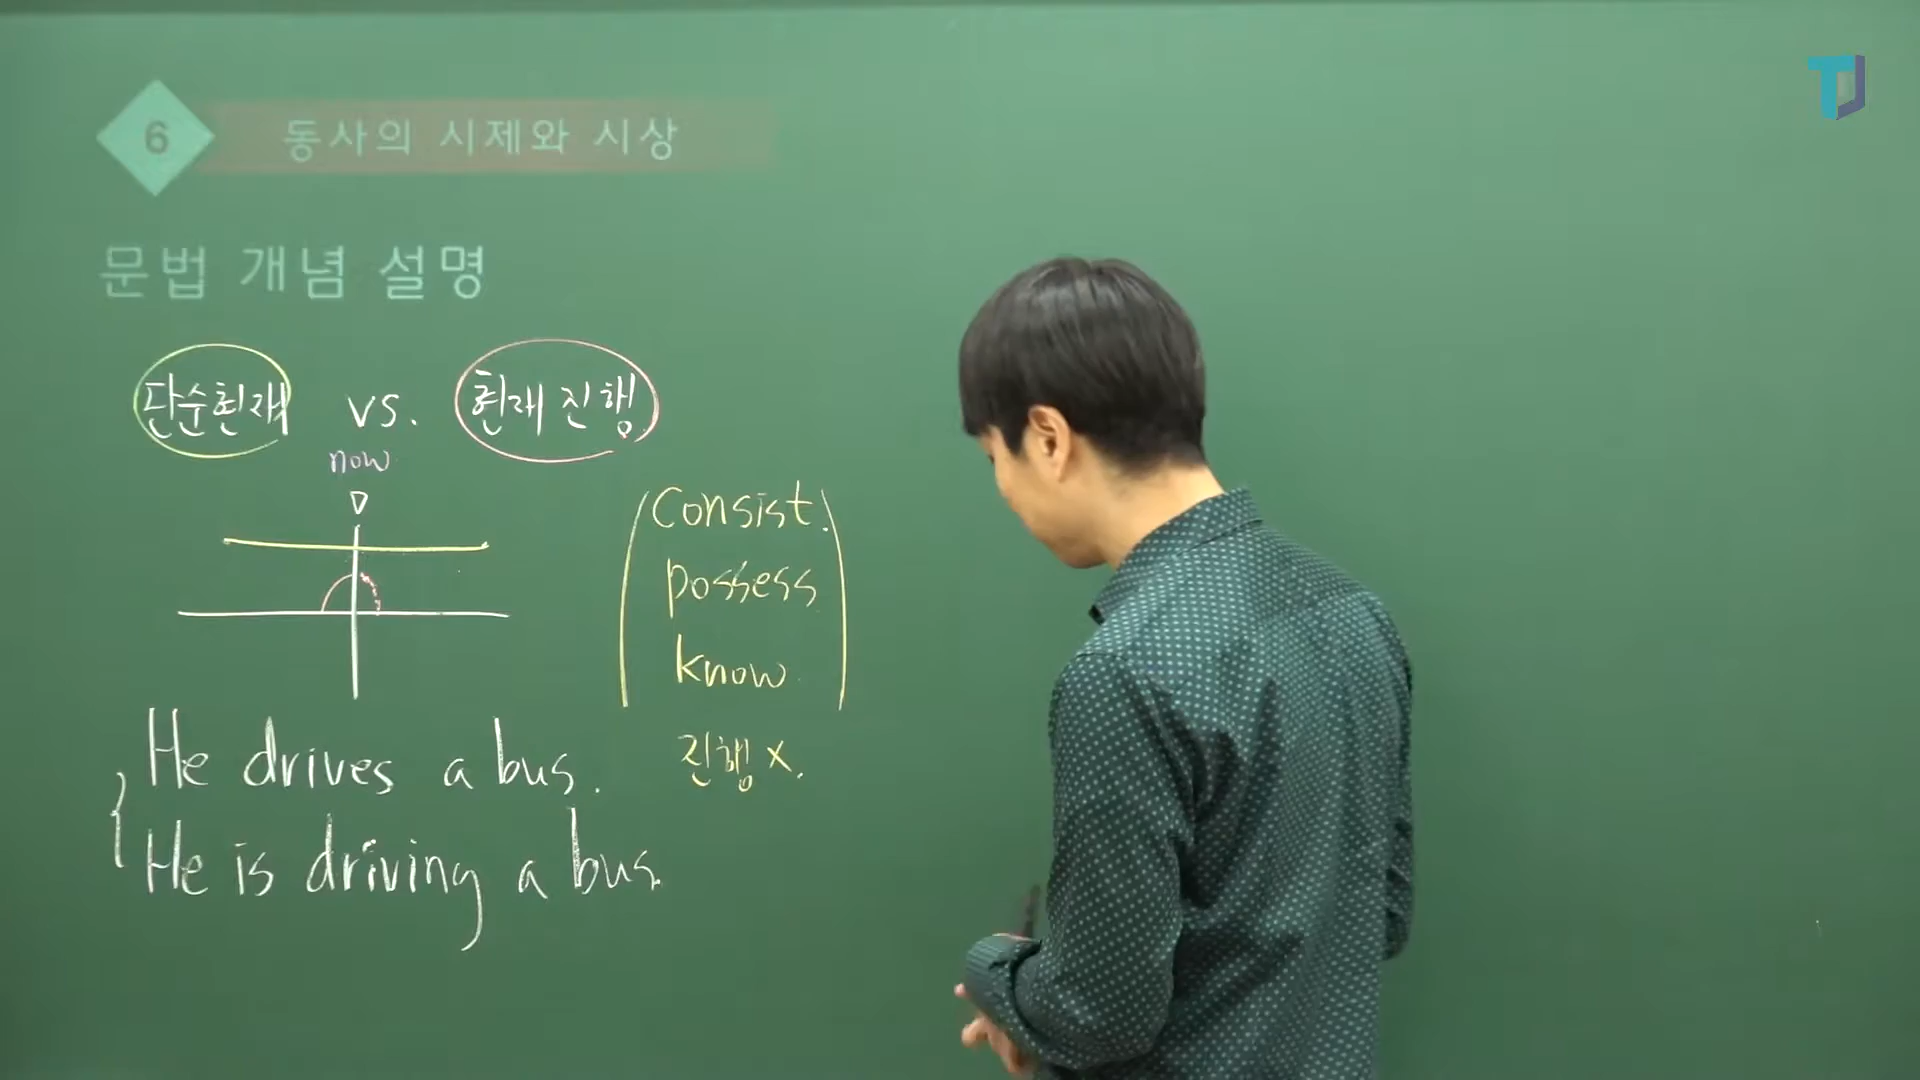 6 동사의 시제와 시상
문법 개념 설명
단순현재 vs. 현재 진행
now
He drives a bus.
He is driving a bus.
Consist.
possess
know
진행 x.
TJ